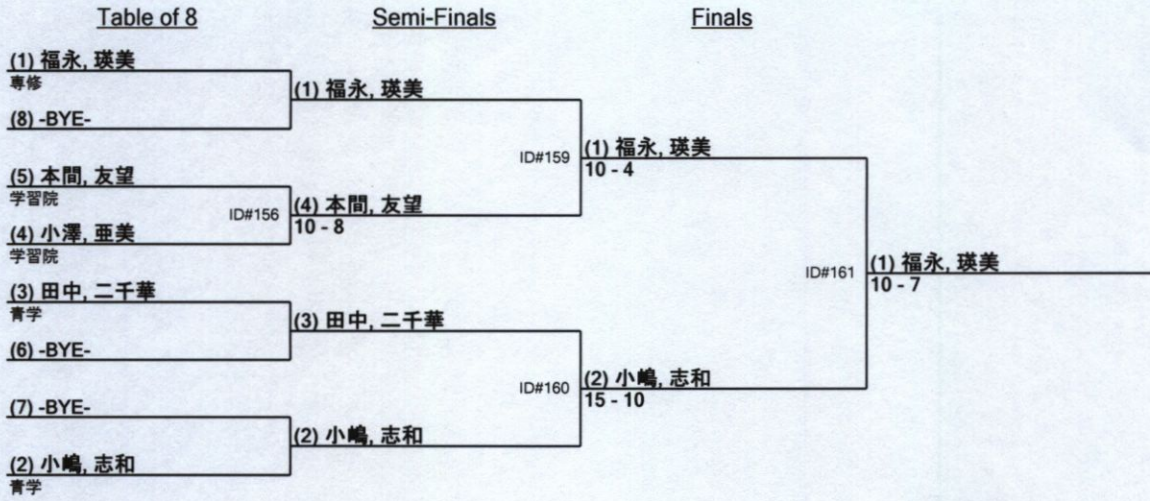 Table of 8
Semi-Finals
Finals
(1) 福永, 瑛美
専修
(8) -BYE-
(5) 本間, 友望
学習院
ID#156
(4) 小澤, 亜美
学習院
(3) 田中, 二千華
青学
(6) -BYE-
(7) -BYE-
(2) 小嶋, 志和
青学
(1) 福永, 瑛美
ID#159
(4) 本間, 友望
10 - 8
(3) 田中, 二千華
ID#160
(2) 小嶋, 志和
(1) 福永, 瑛美
10 - 4
ID#161
(2) 小嶋, 志和
15 - 10
(1) 福永, 瑛美
10 - 7